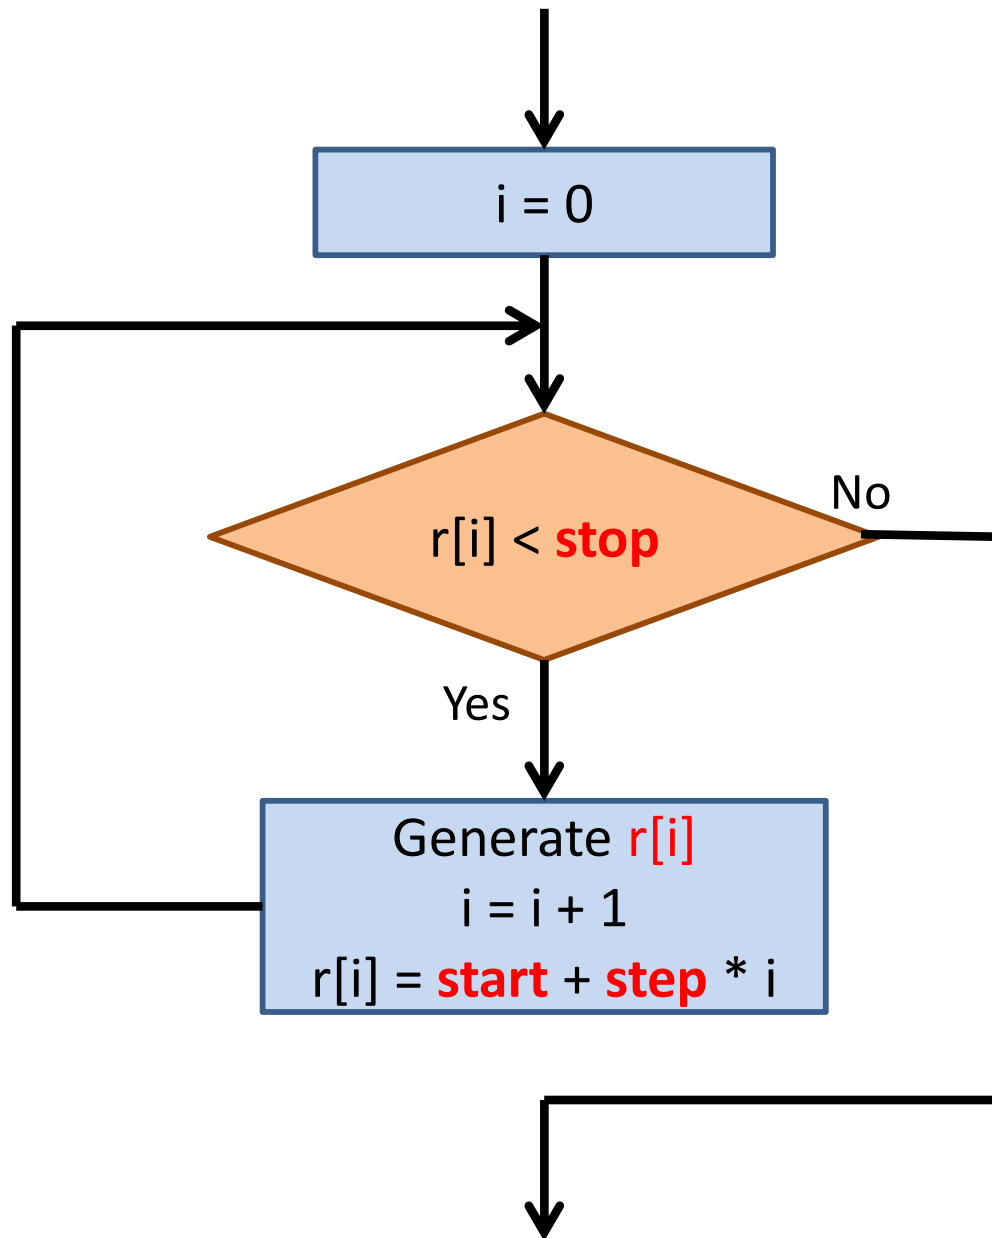 i = 0
r[i] < stop
No
Yes
Generate r[i]
i = i + 1
r[i] = start + step * i